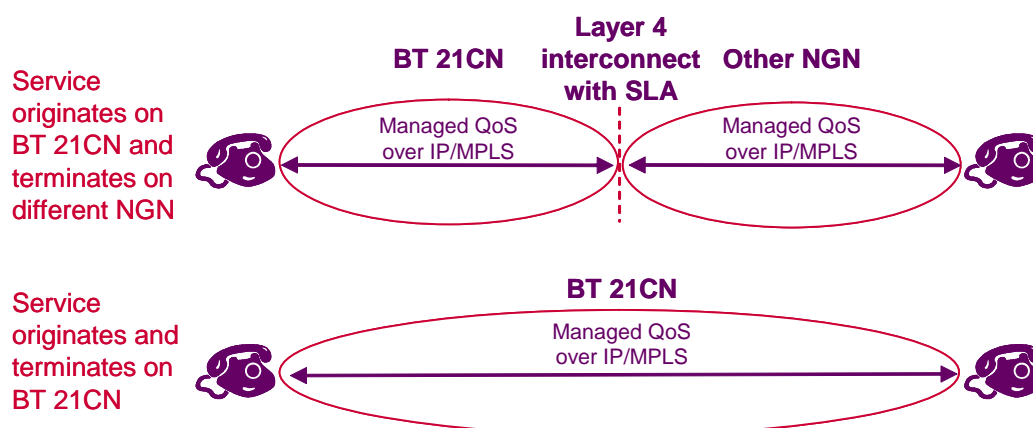 Layer 4
BT 21CN interconnect Other NGN
with SLA
Service
originates on
BT 21CN and
terminates on
different NGN
Managed QoS
over IP/MPLS
Managed QoS
over IP/MPLS
BT 21CN
Service
originates and
terminates on
BT 21CN
Managed QoS
over IP/MPLS